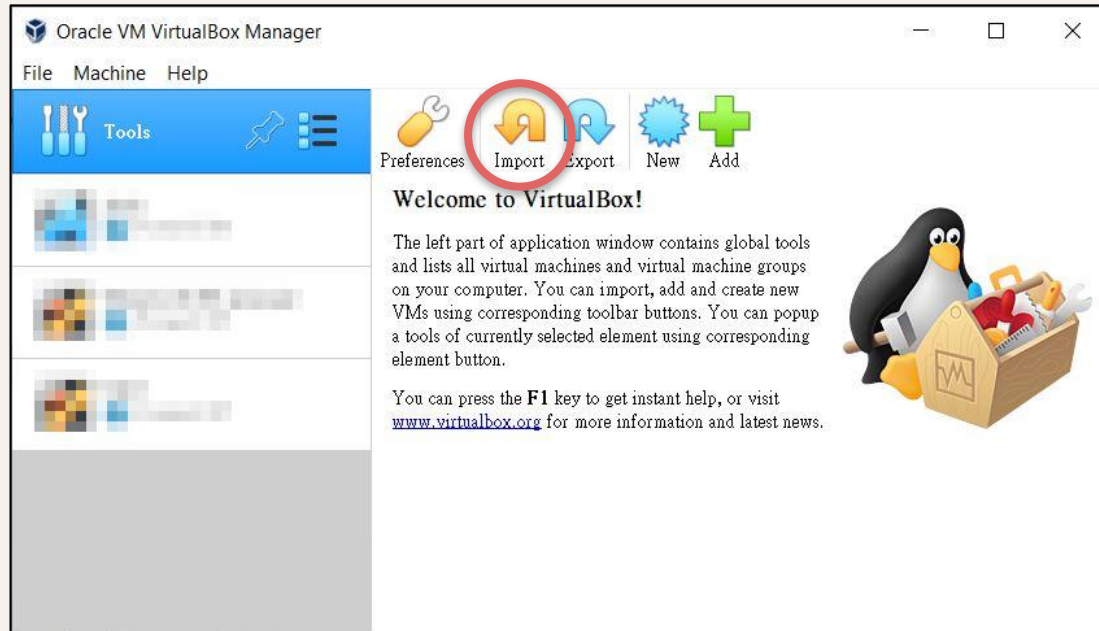 Oracle VM VirtualBox Manager
File Machine Help
Tools
Preferences Import Export New Add
Welcome to VirtualBox!
The left part of application window contains global tools
and lists all virtual machines and virtual machine groups
on your computer. You can import, add and create new
VMs using corresponding toolbar buttons. You can popup
a tools of currently selected element using corresponding
element button.
You can press the F1 key to get instant help, or visit
www.virtualbox.org for more information and latest news.